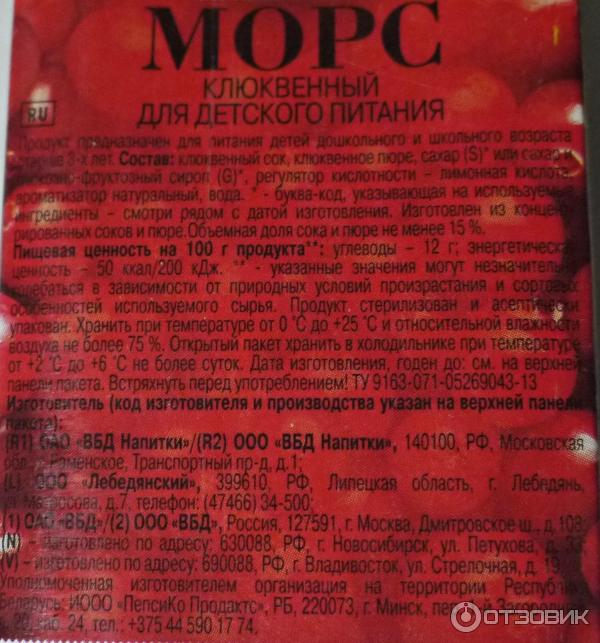 МОРС
КЛЮКВЕННЫЙ
ДЛЯ ДЕТСКОГО ПИТАНИЯ
RU
Продукт предназначен для питания детей дошкольного и школьного возраста
3-х лет. Состав: клюквенный сок, клюквенное пюре, сахар (S)* или сахар и
фруктозный сироп (G)*, регулятор кислотности – лимонная кислота,
ароматизатор натуральный, вода. * - буква-код, указывающая на используемые
ингредиенты – смотри рядом с датой изготовления. Изготовлен из концен-
рированных соков и пюре. Объемная доля сока и пюре не менее 15 %.
Пищевая ценность на 100 г продукта**: углеводы – 12 г; энергетическая
ценность – 50 ккал/200 кДж. ** - указанные значения могут незначительно
колебаться в зависимости от природных условий произрастания и сортовых
особенностей используемого сырья. Продукт стерилизован и асептически
упакован. Хранить при температуре от 0 °С до +25 °С и относительной влажности
воздуха не более 75 %. Открытый пакет хранить в холодильнике при температуре
от +2 °С до +6 °С не более суток. Дата изготовления, годен до: см. на верхней
панели пакета. Встряхнуть перед употреблением! ТУ 9163-071-05269043-13
Изготовитель (код изготовителя и производства указан на верхней панели
пакета):
(R1) ОАО «ВБД Напитки»/(R2) ООО «ВБД Напитки», 140100, РФ, Московская
обл., г. Раменское, Транспортный пр-д, д.1;
(L) ООО «Лебедянский», 399610, РФ, Липецкая область, г. Лебедянь,
ул. Матросова, д.7, телефон: (47466) 34-500;
(1) ОАО «ВБД»/(2) ООО «ВБД», Россия, 127591, г. Москва, Дмитровское ш., д. 108;
(N) – изготовлено по адресу: 630088, РФ, г. Новосибирск, ул. Петухова, д. 33;
(V) – изготовлено по адресу: 690088, РФ, г. Владивосток, ул. Стрелочная, д. 19.
Уполномоченная изготовителем организация на территории Республики
Беларусь: ИООО «ПепсиКо Продактс», РБ, 220073, г. Минск,
20, каб. 24, тел.: +375 44 590 17 74.
ОТЗОВИК